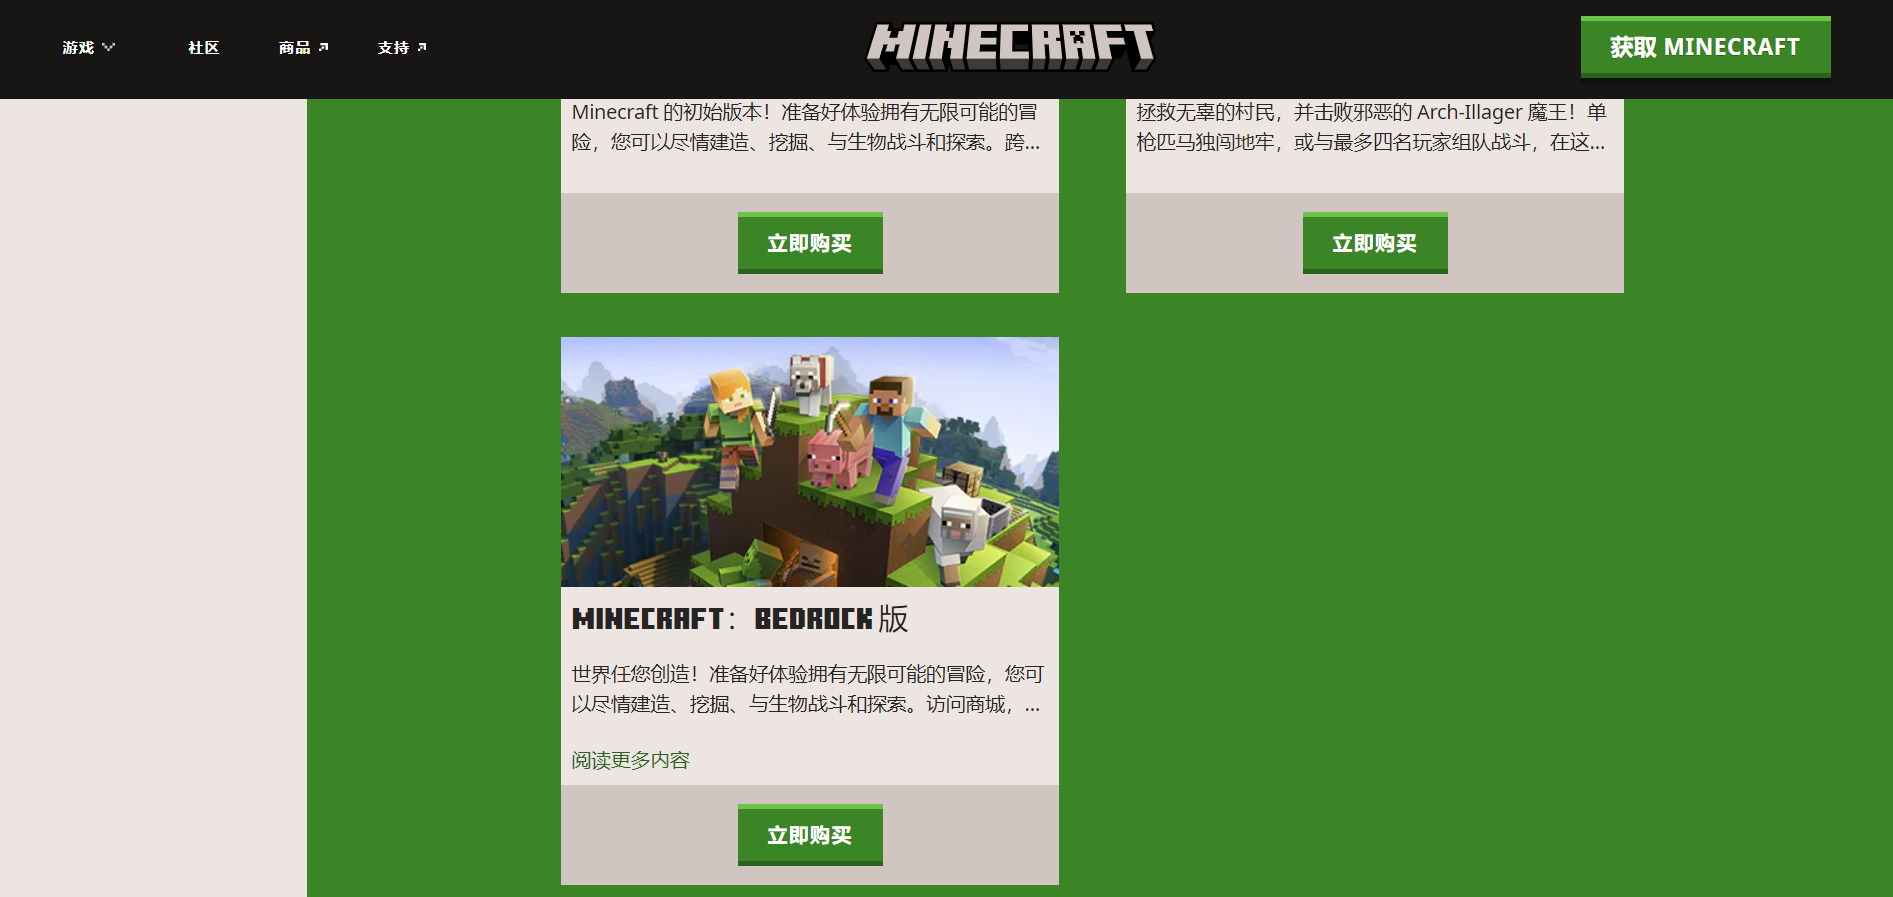 游戏
社区
商品
支持
MINECRAFT
获取 MINECRAFT
Minecraft 的初始版本！准备好体验拥有无限可能的冒
险，您可以尽情建造、挖掘、与生物战斗和探索。跨...
立即购买
拯救无辜的村民，并击败邪恶的 Arch-Illager 魔王！单
枪匹马独闯地牢，或与最多四名玩家组队战斗，在这...
立即购买
MINECRAFT：BEDROCK 版
世界任您创造！准备好体验拥有无限可能的冒险，您可
以尽情建造、挖掘、与生物战斗和探索。访问商城，...
阅读更多内容
立即购买